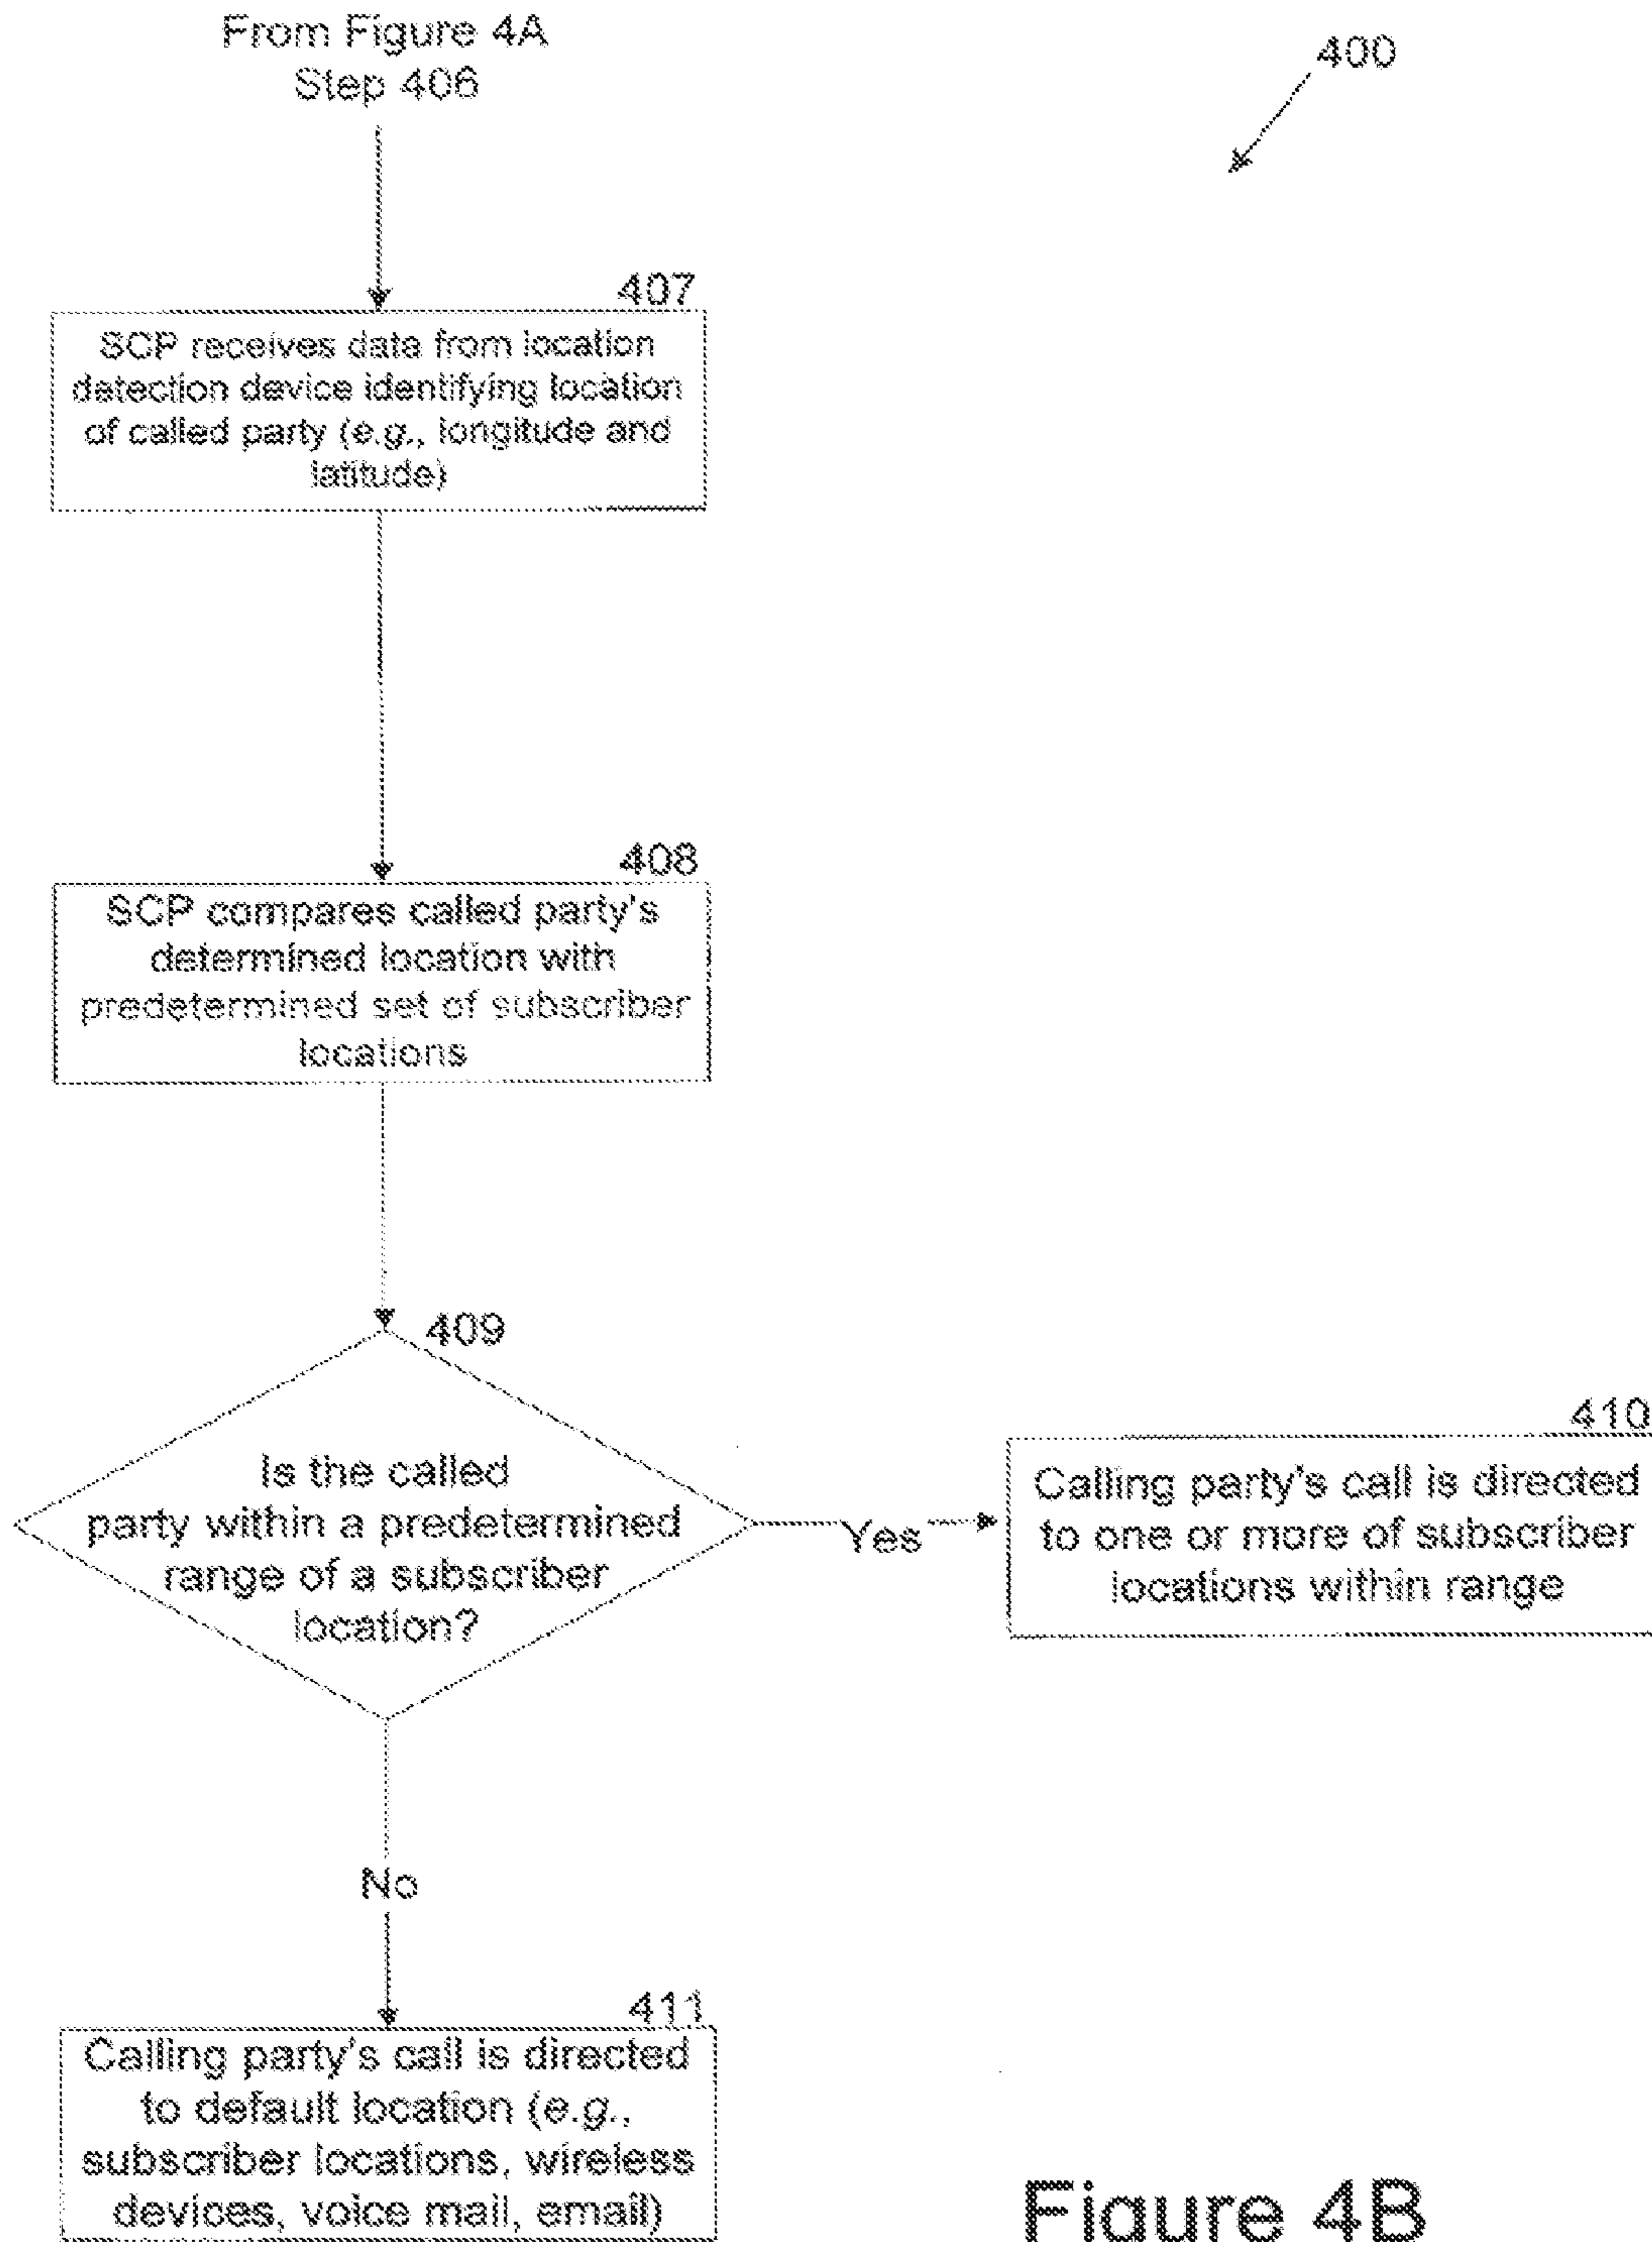 From Figure 4A
Step 406
400
407
SCP receives data from location
detection device identifying location
of called party (e.g., longitude and
latitude)
408
SCP compares called party's
determined location with
predetermined set of subscriber
locations
409
Is the called
party within a predetermined
range of a subscriber
location?
Yes
410
Calling party's call is directed
to one or more of subscriber
locations within range
No
411
Calling party's call is directed
to default location (e.g.,
subscriber locations, wireless
devices, voice mail, email)
Figure 4B